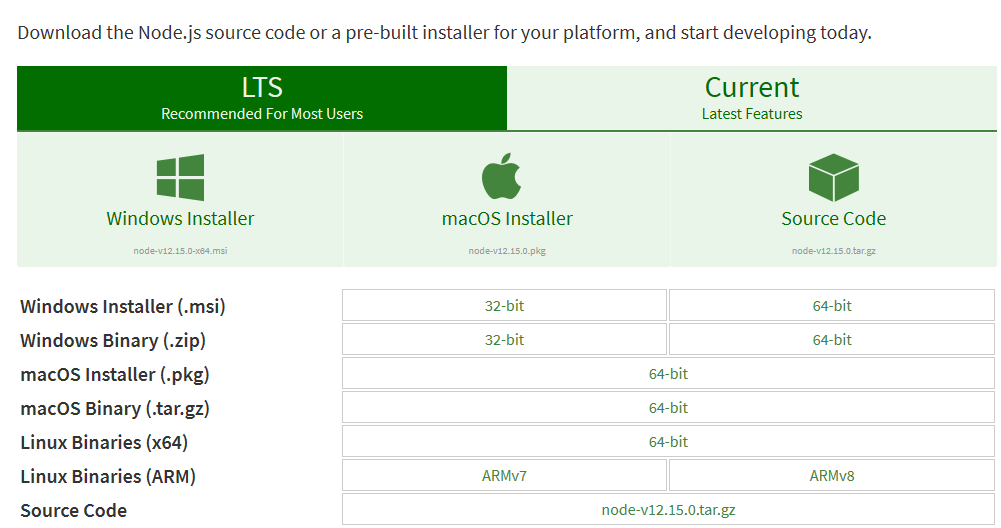 Download the Node.js source code or a pre-built installer for your platform, and start developing today.
LTS
Recommended For Most Users
Current
Latest Features
Windows Installer
node-v12.15.0-x64.msi
macOS Installer
node-v12.15.0.pkg
Source Code
node-v12.15.0.tar.gz
Windows Installer (.msi) 32-bit 64-bit
Windows Binary (.zip) 32-bit 64-bit
macOS Installer (.pkg) 64-bit
macOS Binary (.tar.gz) 64-bit
Linux Binaries (x64) 64-bit
Linux Binaries (ARM) ARMv7 ARMv8
Source Code node-v12.15.0.tar.gz